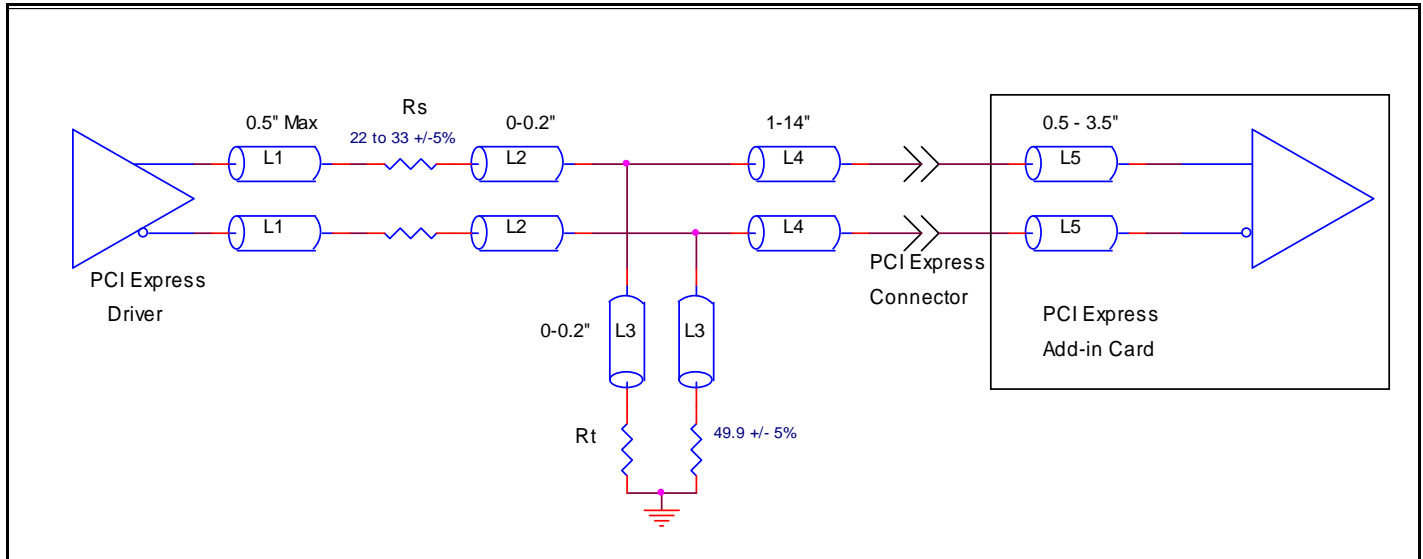 Rs
0.5" Max
22 to 33 +/-5%
0-0.2"
1-14"
0.5 - 3.5"
L1
L2
L4
L5
L1
L2
L4
L5
PCI Express
Driver
PCI Express
Connector
PCI Express
Add-in Card
0-0.2"
L3
L3
Rt
49.9 +/- 5%